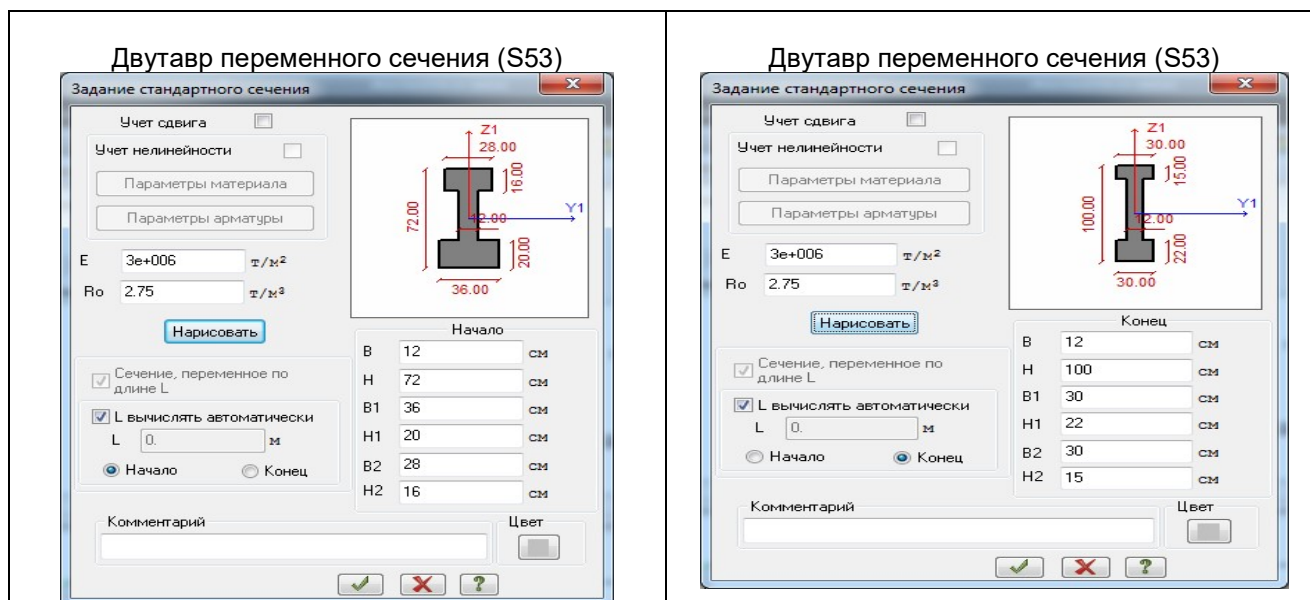 Двутавр переменного сечения (S53)
Задание стандартного сечения
Учет сдвига
Учет нелинейности
Параметры материала
Параметры арматуры
E 3e+006 т/м²
Ro 2.75 т/м³
Нарисовать
Z1
28.00
16.00
72.00
Y1
12.00
20.00
36.00
Сечение, переменное по
длине L
L вычислять автоматически
L 0. м
Начало Конец
Начало
B 12 см
H 72 см
B1 36 см
H1 20 см
B2 28 см
H2 16 см
Комментарий
Цвет
?
Двутавр переменного сечения (S53)
Задание стандартного сечения
Учет сдвига
Учет нелинейности
Параметры материала
Параметры арматуры
E 3e+006 т/м²
Ro 2.75 т/м³
Нарисовать
Z1
30.00
15.00
100.00
Y1
12.00
22.00
30.00
Сечение, переменное по
длине L
L вычислять автоматически
L 0. м
Начало Конец
Конец
B 12 см
H 100 см
B1 30 см
H1 22 см
B2 30 см
H2 15 см
Комментарий
Цвет
?